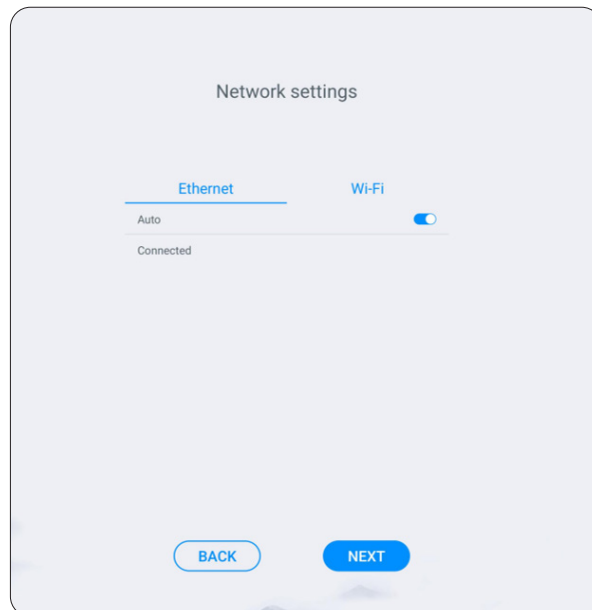 Network settings
Ethernet Wi-Fi
Auto
Connected
BACK NEXT